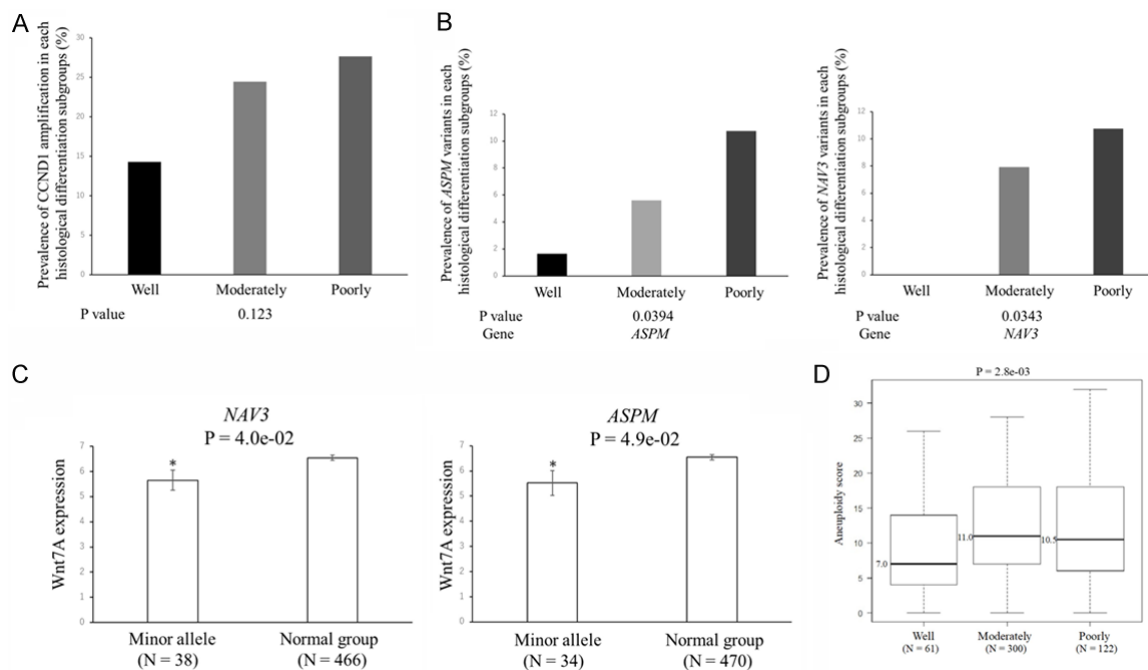 A
Prevalence of CCND1 amplification in each
histological differentiation subgroups (%)
35
30
25
20
15
10
5
0
Well Moderately Poorly
P value 0.123
B
Prevalence of ASPM variants in each
histological differentiation subgroups (%)
12
10
8
6
4
2
0
Well Moderately Poorly
P value 0.0394
Gene ASPM
Prevalence of NAV3 variants in each
histological differentiation subgroups (%)
12
10
8
6
4
2
0
Well Moderately Poorly
P value 0.0343
Gene NAV3
C
NAV3
P = 4.0e-02
Wnt7A expression
7
6
5
4
3
2
1
0
*
Minor allele Normal group
(N = 38) (N = 466)
ASPM
P = 4.9e-02
Wnt7A expression
7
6
5
4
3
2
1
0
*
Minor allele Normal group
(N = 34) (N = 470)
D
P = 2.8e-03
Aneuploidy score
30
25
20
15
10
5
0
7.0
11.0
10.5
Well Moderately Poorly
(N = 61) (N = 300) (N = 122)